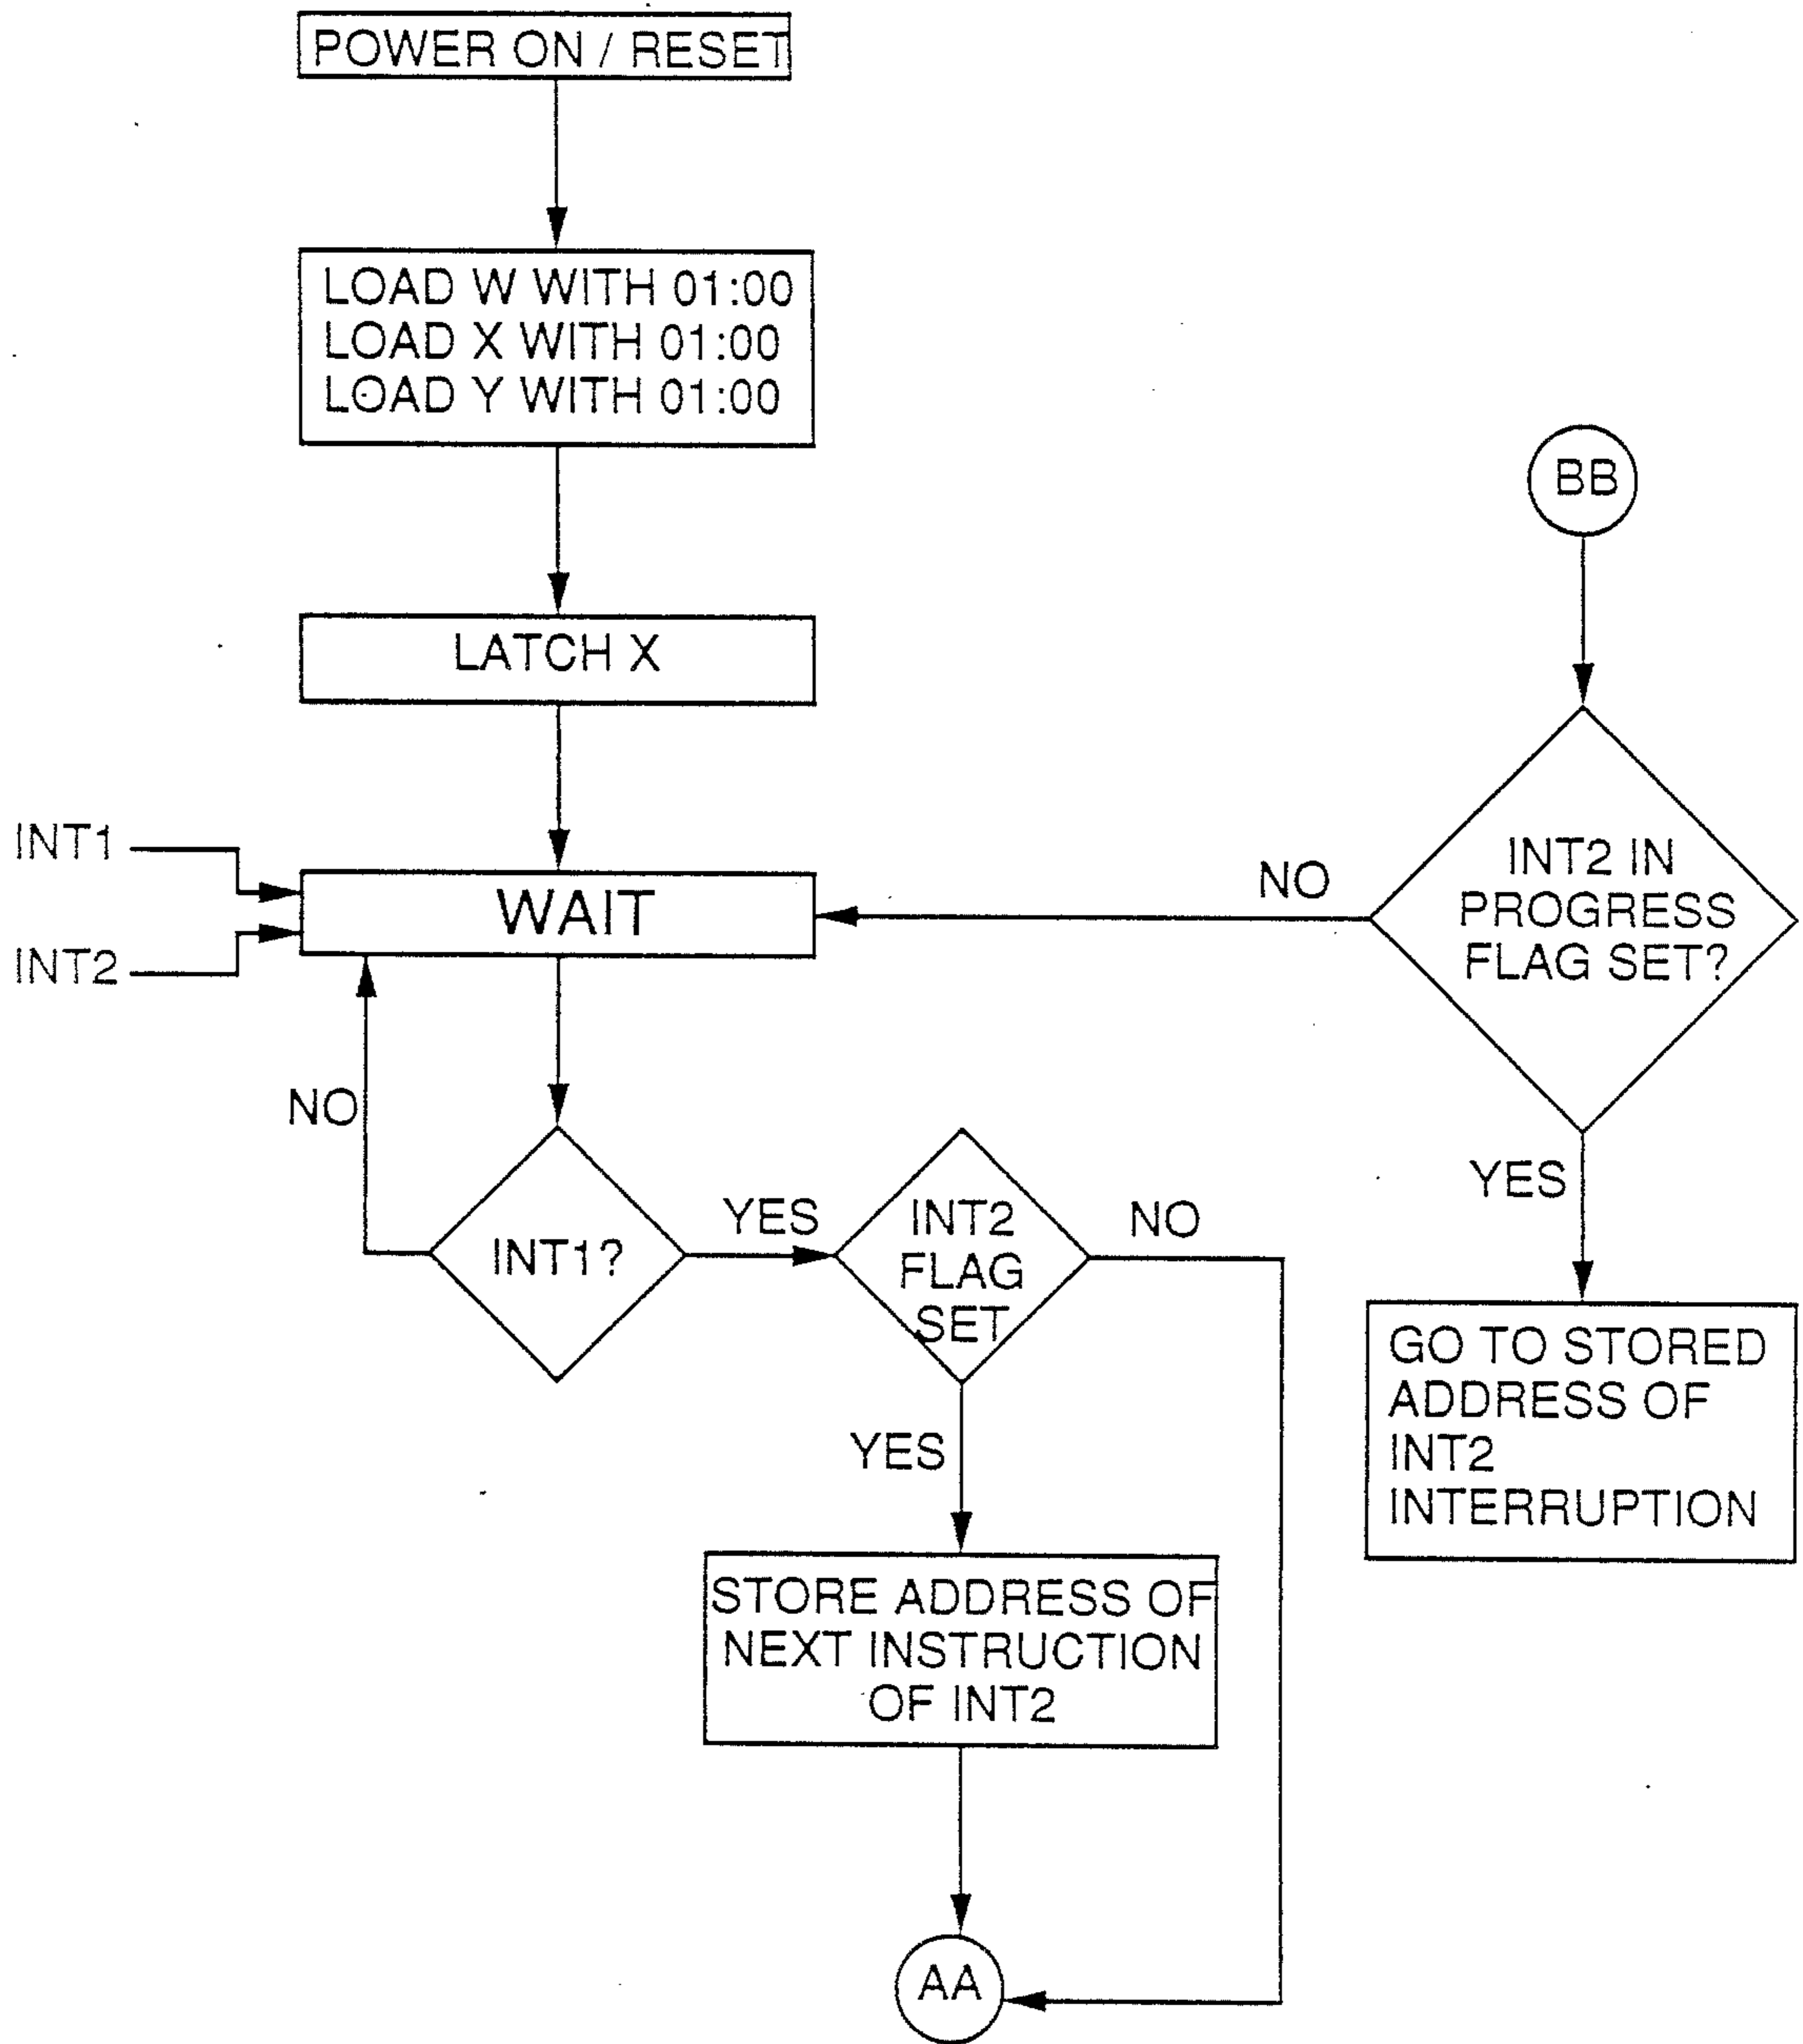 POWER ON / RESET
LOAD W WITH 01:00
LOAD X WITH 01:00
LOAD Y WITH 01:00
BB
LATCH X
INT1
WAIT
INT2
NO
INT2 IN
PROGRESS
FLAG SET?
NO
YES
INT1?
YES
INT2
FLAG
SET
NO
YES
GO TO STORED
ADDRESS OF
INT2
INTERRUPTION
STORE ADDRESS OF
NEXT INSTRUCTION
OF INT2
AA